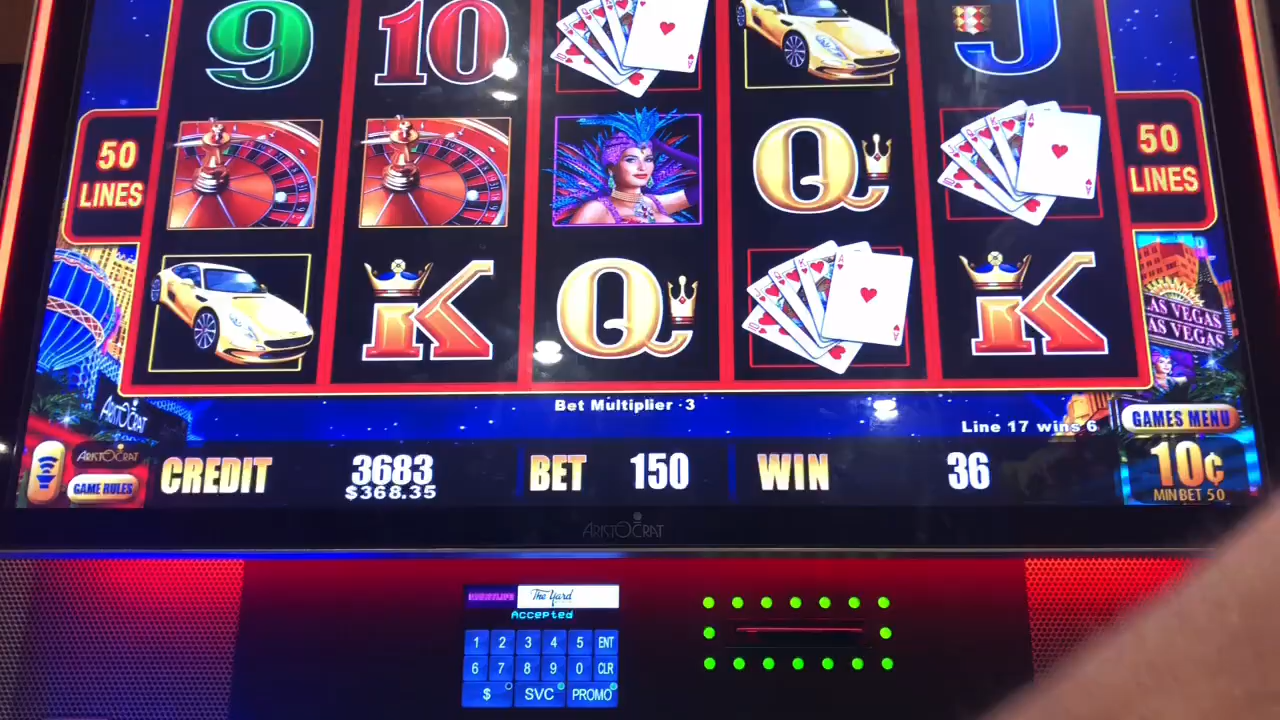 9 10 A J
50 LINES
50 LINES
Q A
K Q A K
Bet Multiplier · 3
Line 17 wins 6
LAS VEGAS
LAS VEGAS
ARISTOCRAT
GAMES MENU
ARISTOCRAT
GAME RULES
CREDIT 3683 BET 150 WIN 36 10¢
$368.35 MIN BET 50
ARISTOCRAT
The Yard
Accepted
1 2 3 4 5 ENT
6 7 8 9 0 CLR
$ SVC PROMO